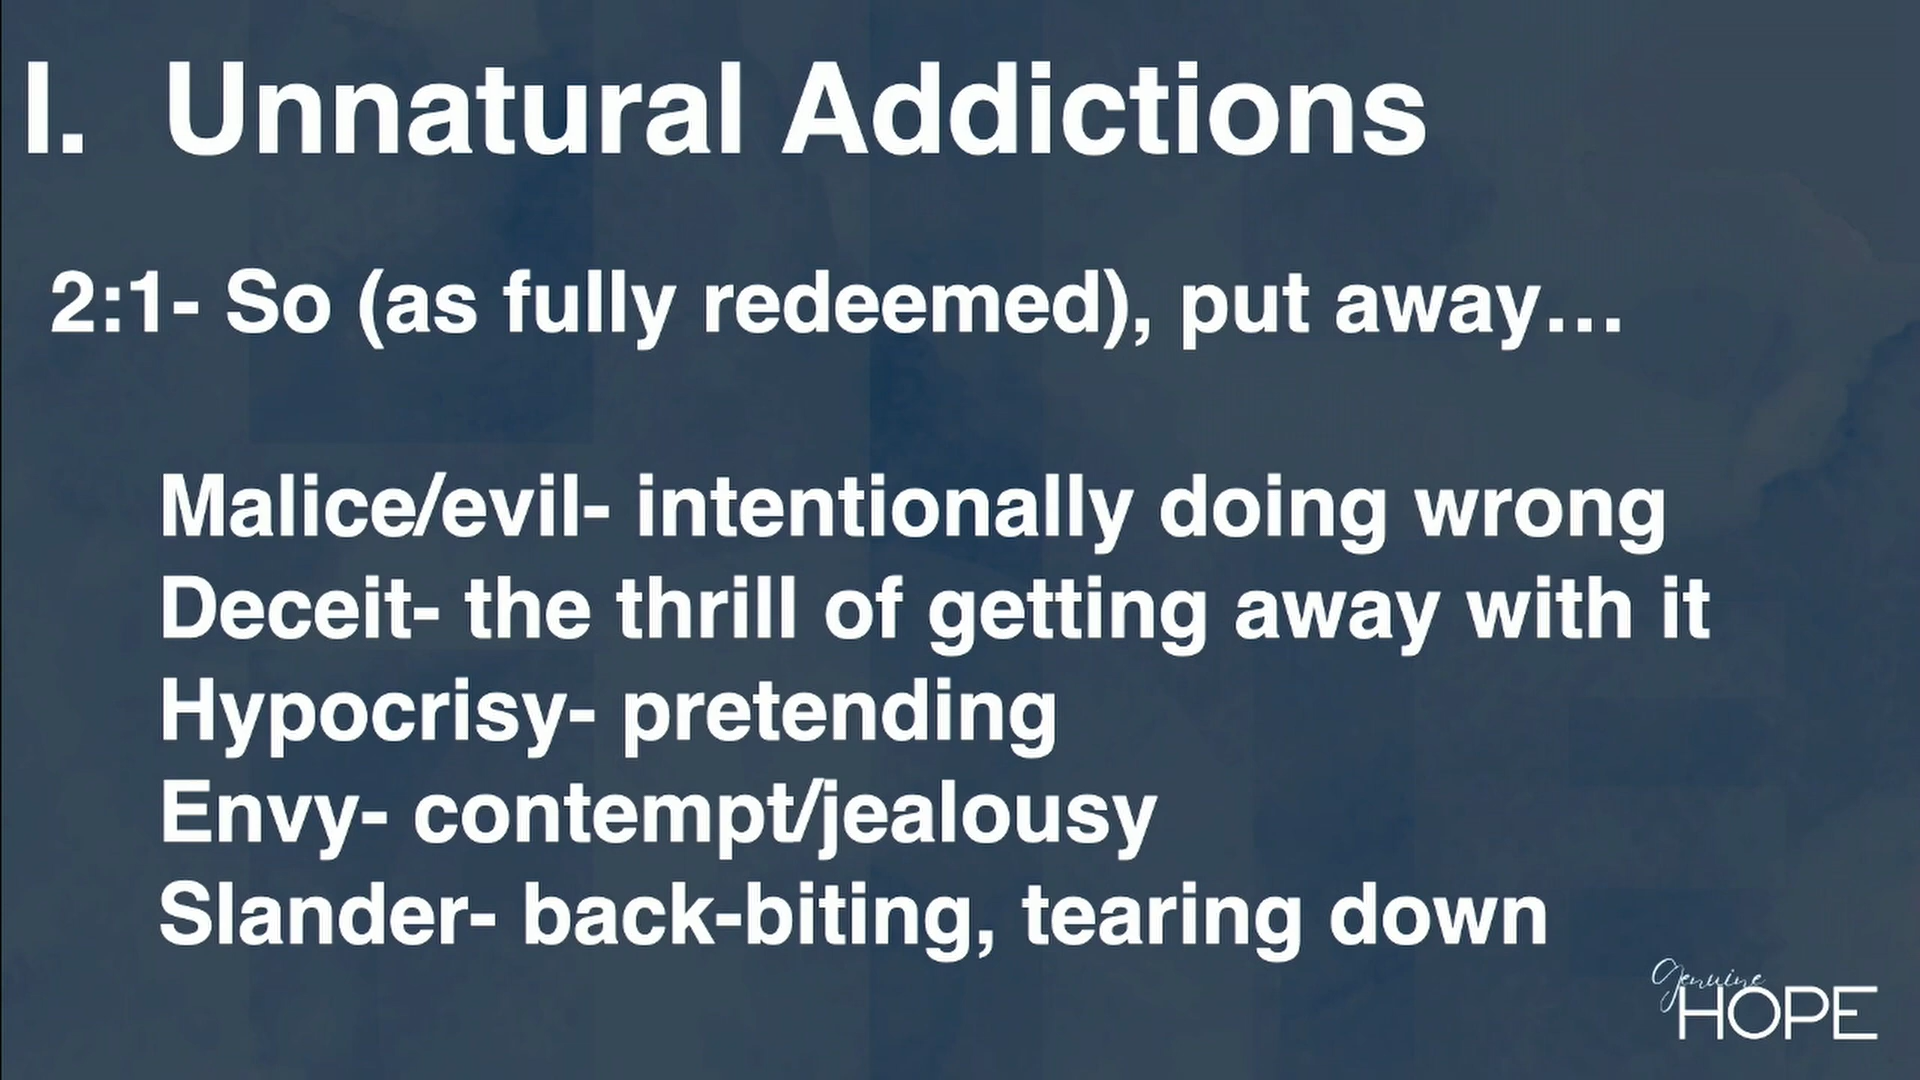 I. Unnatural Addictions
2:1- So (as fully redeemed), put away…
Malice/evil- intentionally doing wrong
Deceit- the thrill of getting away with it
Hypocrisy- pretending
Envy- contempt/jealousy
Slander- back-biting, tearing down
Genuine
HOPE